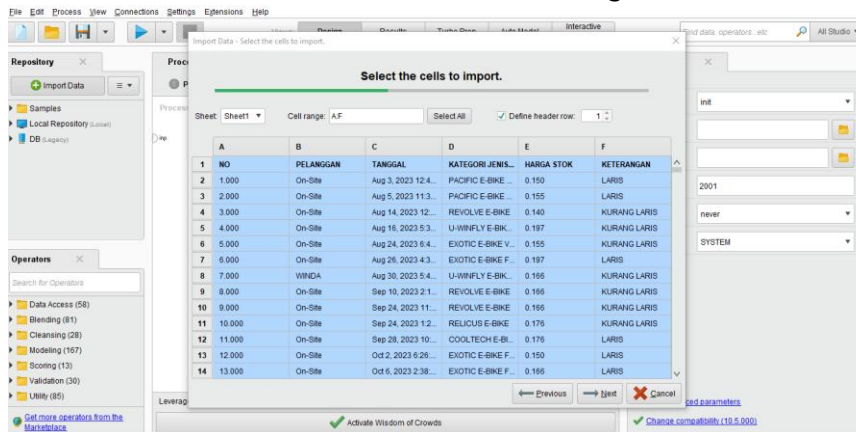 File Edit Process View Connections Settings Extensions Help
Interactive
Find data, operators...etc
All Studio
Import Data - Select the cells to import.
Repository
Import Data
Samples
Local Repository (Local)
DB (Legacy)
Proc
P
Proces
inp
Select the cells to import.
Sheet Sheet1 Cell range: A:F Select All Define header row: 1
A B C D E F
1 NO PELANGGAN TANGGAL KATEGORI JENIS... HARGA STOK KETERANGAN
2 1.000 On-Site Aug 3, 2023 12:4... PACIFIC E-BIKE ... 0.150 LARIS
3 2.000 On-Site Aug 5, 2023 11:3... PACIFIC E-BIKE ... 0.155 LARIS
4 3.000 On-Site Aug 14, 2023 12:... REVOLVE E-BIKE 0.140 KURANG LARIS
5 4.000 On-Site Aug 16, 2023 5:3... U-WINFLY E-BIK... 0.197 KURANG LARIS
6 5.000 On-Site Aug 24, 2023 6:4... EXOTIC E-BIKE V... 0.155 KURANG LARIS
7 6.000 On-Site Aug 26, 2023 4:3... EXOTIC E-BIKE F... 0.197 LARIS
8 7.000 WINDA Aug 30, 2023 5:4... U-WINFLY E-BIK... 0.166 KURANG LARIS
9 8.000 On-Site Sep 10, 2023 2:1... REVOLVE E-BIKE 0.166 KURANG LARIS
10 9.000 On-Site Sep 24, 2023 11:... REVOLVE E-BIKE 0.166 KURANG LARIS
11 10.000 On-Site Sep 24, 2023 1:2... RELICUS E-BIKE 0.176 KURANG LARIS
12 11.000 On-Site Sep 28, 2023 10:... COOLTECH E-BI... 0.176 LARIS
13 12.000 On-Site Oct 2, 2023 6:26:... EXOTIC E-BIKE F... 0.150 LARIS
14 13.000 On-Site Oct 6, 2023 2:38:... EXOTIC E-BIKE F... 0.166 LARIS
Previous Next Cancel
init
2001
never
SYSTEM
Operators
Search for Operators
Data Access (58)
Blending (81)
Cleansing (28)
Modeling (167)
Scoring (13)
Validation (30)
Utility (85)
Get more operators from the
Marketplace
Leverag
Activate Wisdom of Crowds
ced parameters
Change compatibility (10.5.000)